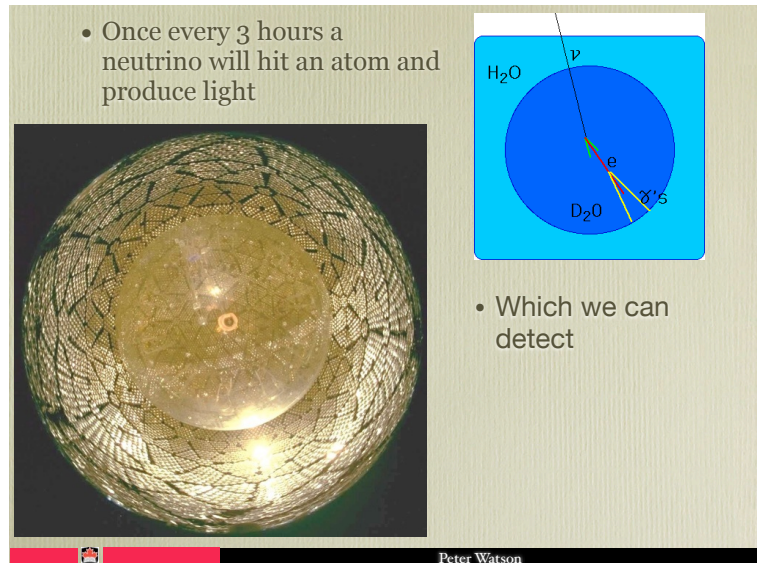 • Once every 3 hours a
neutrino will hit an atom and
produce light
ν
H₂O
e
γ's
D₂O
• Which we can
detect
Peter Watson